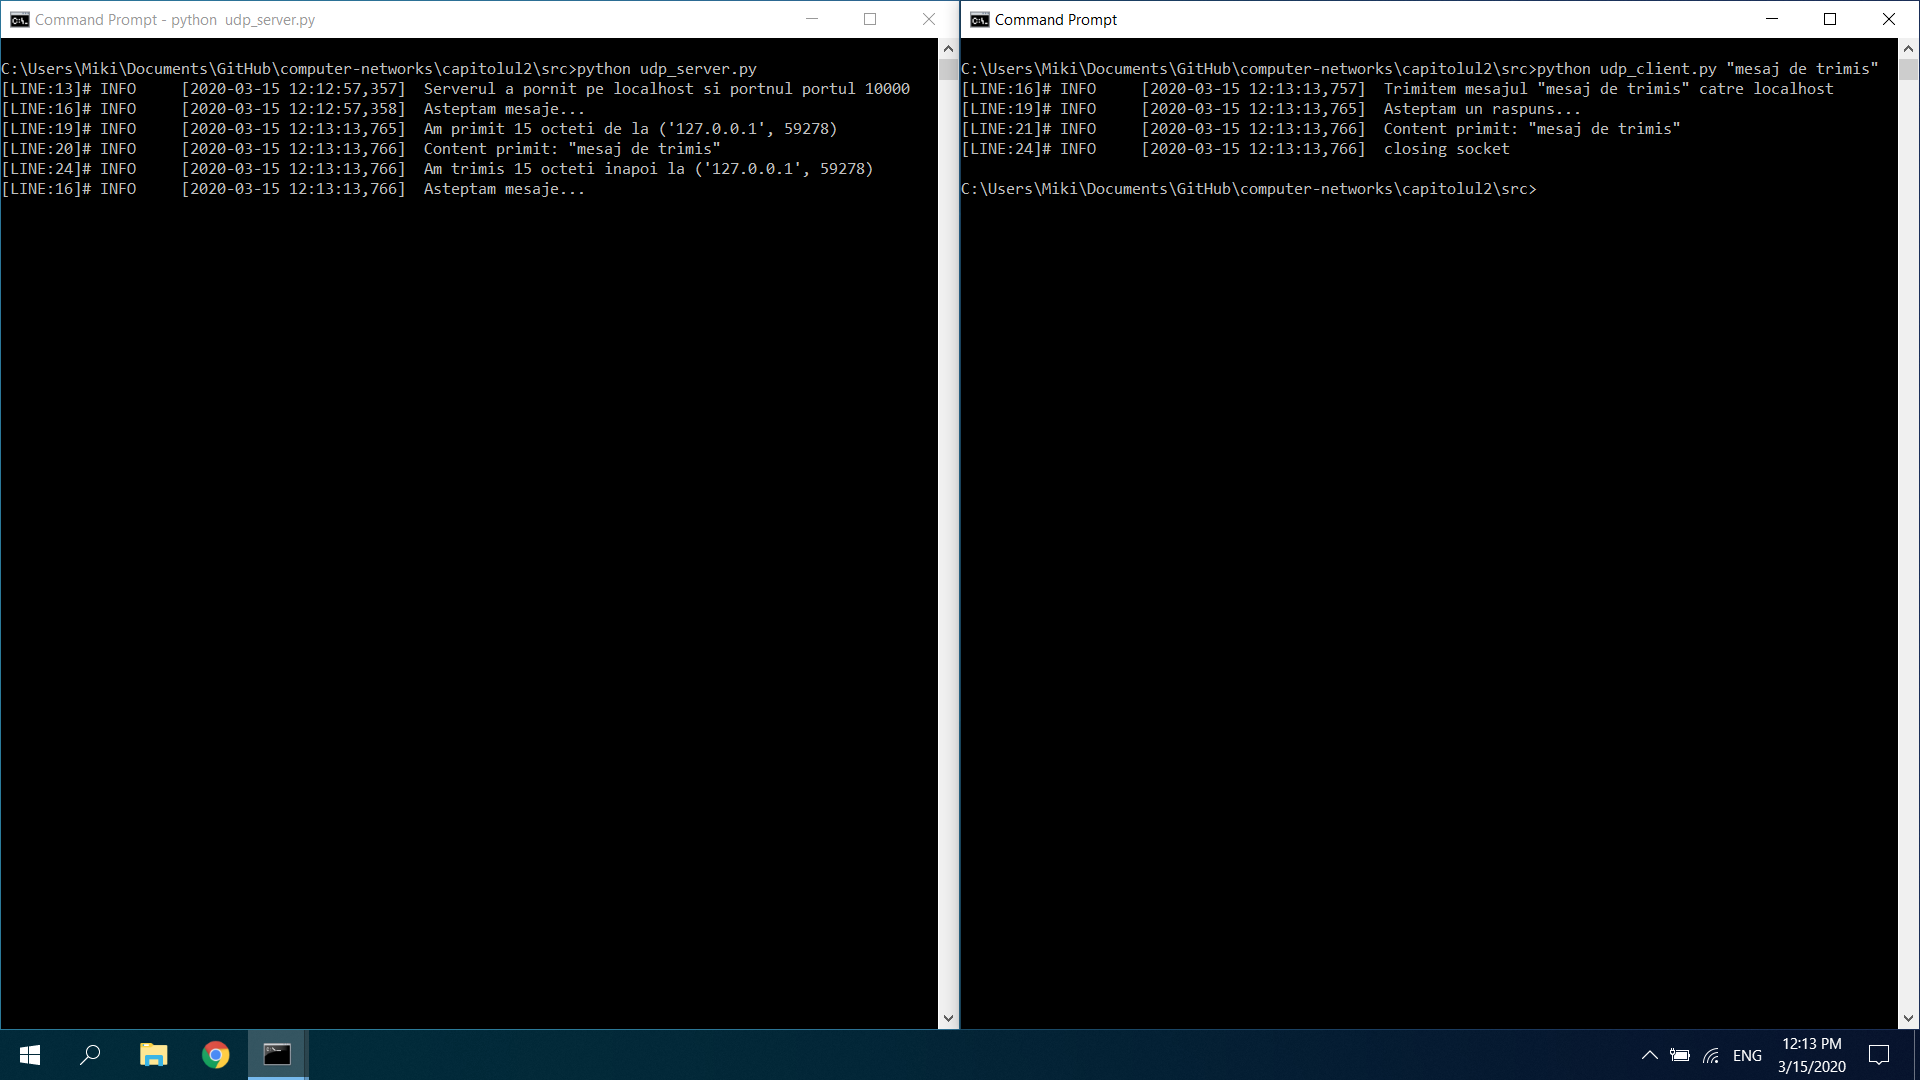 Command Prompt - python  udp_server.py
C:\Users\Miki\Documents\GitHub\computer-networks\capitolul2\src>python udp_server.py
[LINE:13]# INFO     [2020-03-15 12:12:57,357]  Serverul a pornit pe localhost si portnul portul 10000
[LINE:16]# INFO     [2020-03-15 12:12:57,358]  Asteptam mesaje...
[LINE:19]# INFO     [2020-03-15 12:13:13,765]  Am primit 15 octeti de la ('127.0.0.1', 59278)
[LINE:20]# INFO     [2020-03-15 12:13:13,766]  Content primit: "mesaj de trimis"
[LINE:24]# INFO     [2020-03-15 12:13:13,766]  Am trimis 15 octeti inapoi la ('127.0.0.1', 59278)
[LINE:16]# INFO     [2020-03-15 12:13:13,766]  Asteptam mesaje...
Command Prompt
C:\Users\Miki\Documents\GitHub\computer-networks\capitolul2\src>python udp_client.py "mesaj de trimis"
[LINE:16]# INFO     [2020-03-15 12:13:13,757]  Trimitem mesajul "mesaj de trimis" catre localhost
[LINE:19]# INFO     [2020-03-15 12:13:13,765]  Asteptam un raspuns...
[LINE:21]# INFO     [2020-03-15 12:13:13,766]  Content primit: "mesaj de trimis"
[LINE:24]# INFO     [2020-03-15 12:13:13,766]  closing socket
C:\Users\Miki\Documents\GitHub\computer-networks\capitolul2\src>
ENG
12:13 PM
3/15/2020